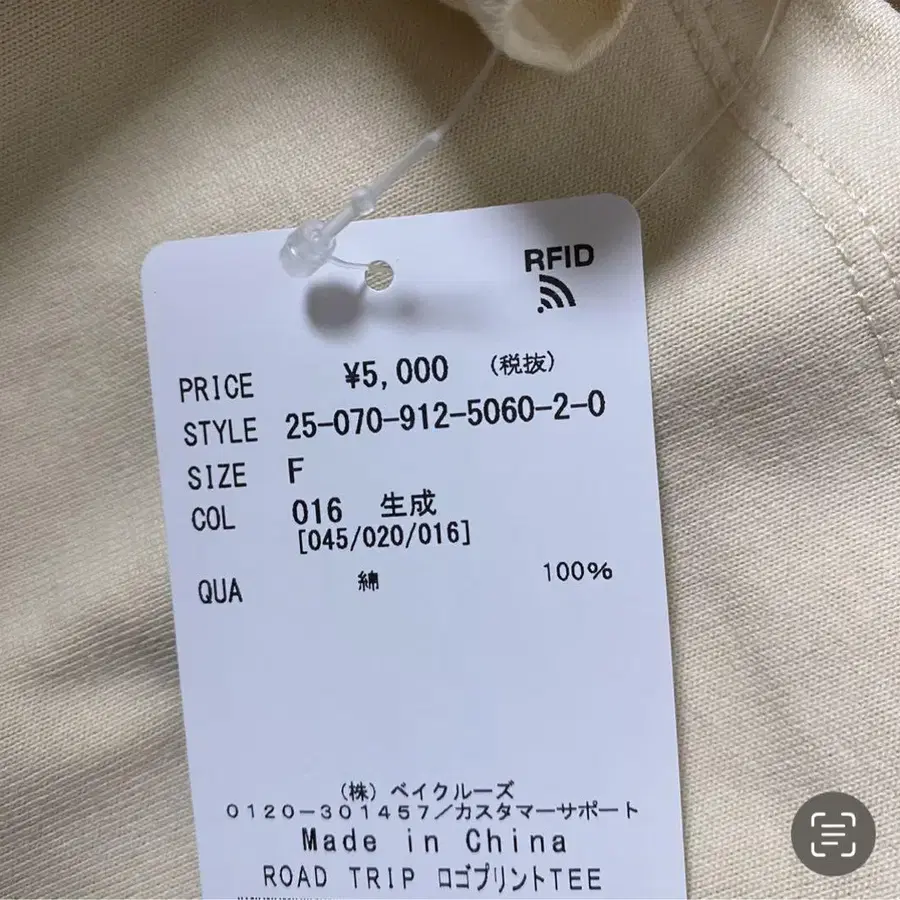 RFID
PRICE ¥5,000 (税抜)
STYLE 25-070-912-5060-2-0
SIZE F
COL 016 生成
[045/020/016]
QUA 綿 100%
(株) ベイクルーズ
0120-301457/カスタマーサポート
Made in China
ROAD TRIP ロゴプリントTEE